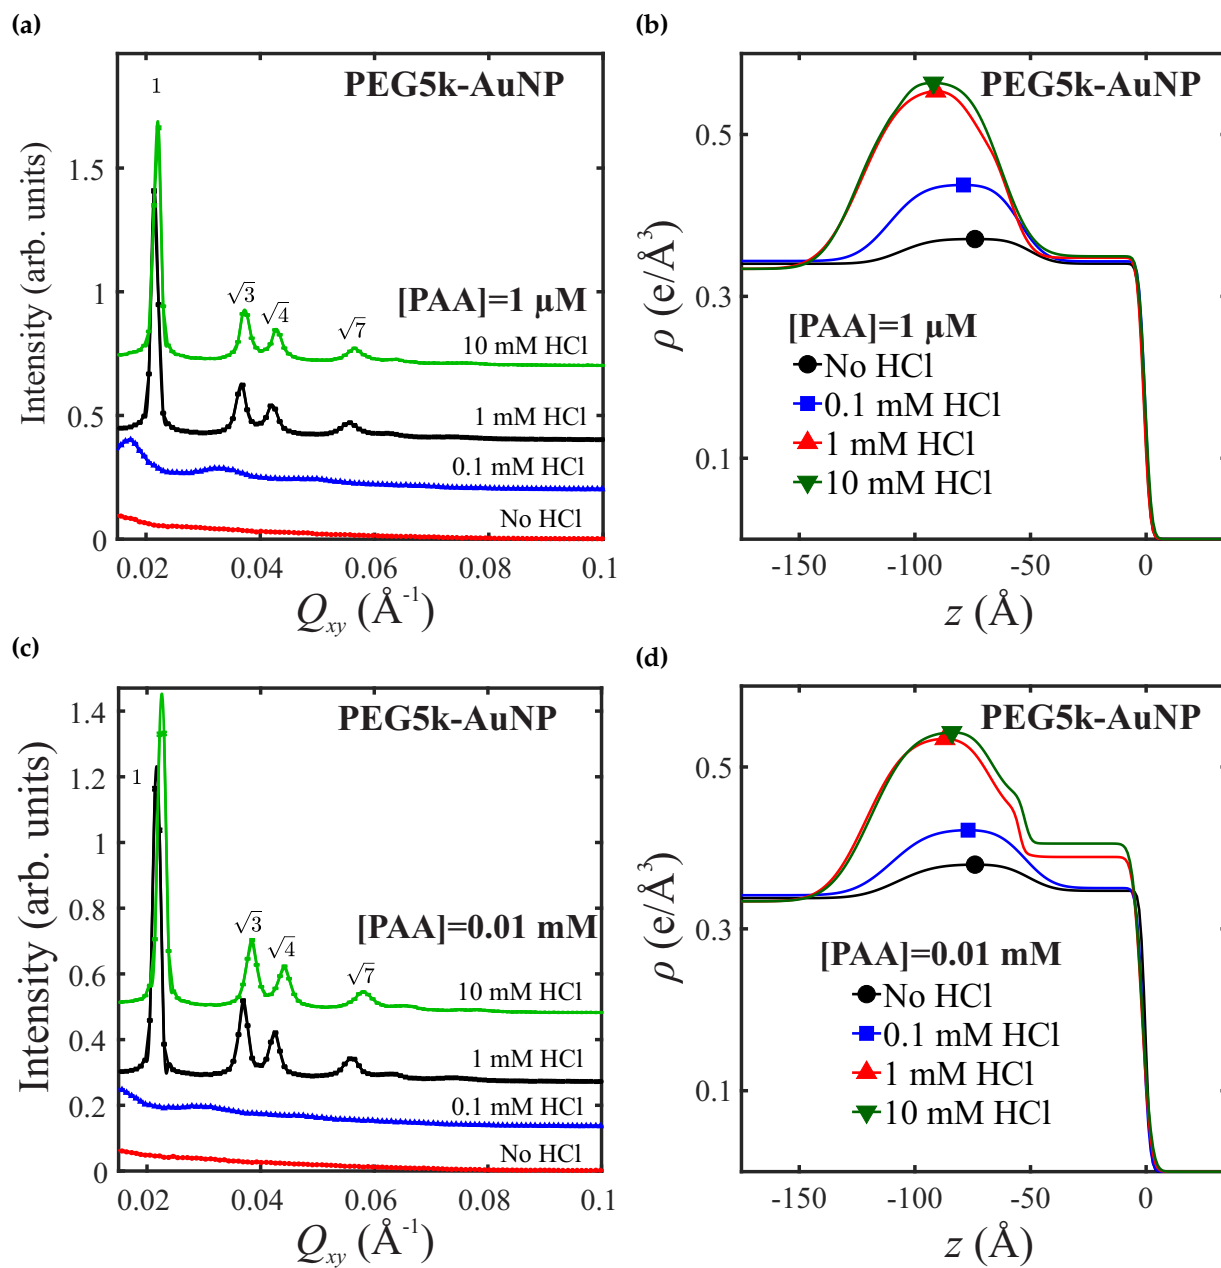 (a)
PEG5k-AuNP
1
√3
√4
√7
[PAA]=1 µM
10 mM HCl
1 mM HCl
0.1 mM HCl
No HCl
Intensity (arb. units)
1.5
1
0.5
0
0.02
0.04
0.06
0.08
0.1
Qxy (Å-1)
(b)
PEG5k-AuNP
ρ (e/Å3)
0.5
0.3
0.1
[PAA]=1 µM
No HCl
0.1 mM HCl
1 mM HCl
10 mM HCl
-150
-100
-50
0
z (Å)
(c)
PEG5k-AuNP
1
√3
√4
√7
[PAA]=0.01 mM
10 mM HCl
1 mM HCl
0.1 mM HCl
No HCl
Intensity (arb. units)
1.4
1.2
1
0.8
0.6
0.4
0.2
0
0.02
0.04
0.06
0.08
0.1
Qxy (Å-1)
(d)
PEG5k-AuNP
ρ (e/Å3)
0.5
0.3
0.1
[PAA]=0.01 mM
No HCl
0.1 mM HCl
1 mM HCl
10 mM HCl
-150
-100
-50
0
z (Å)